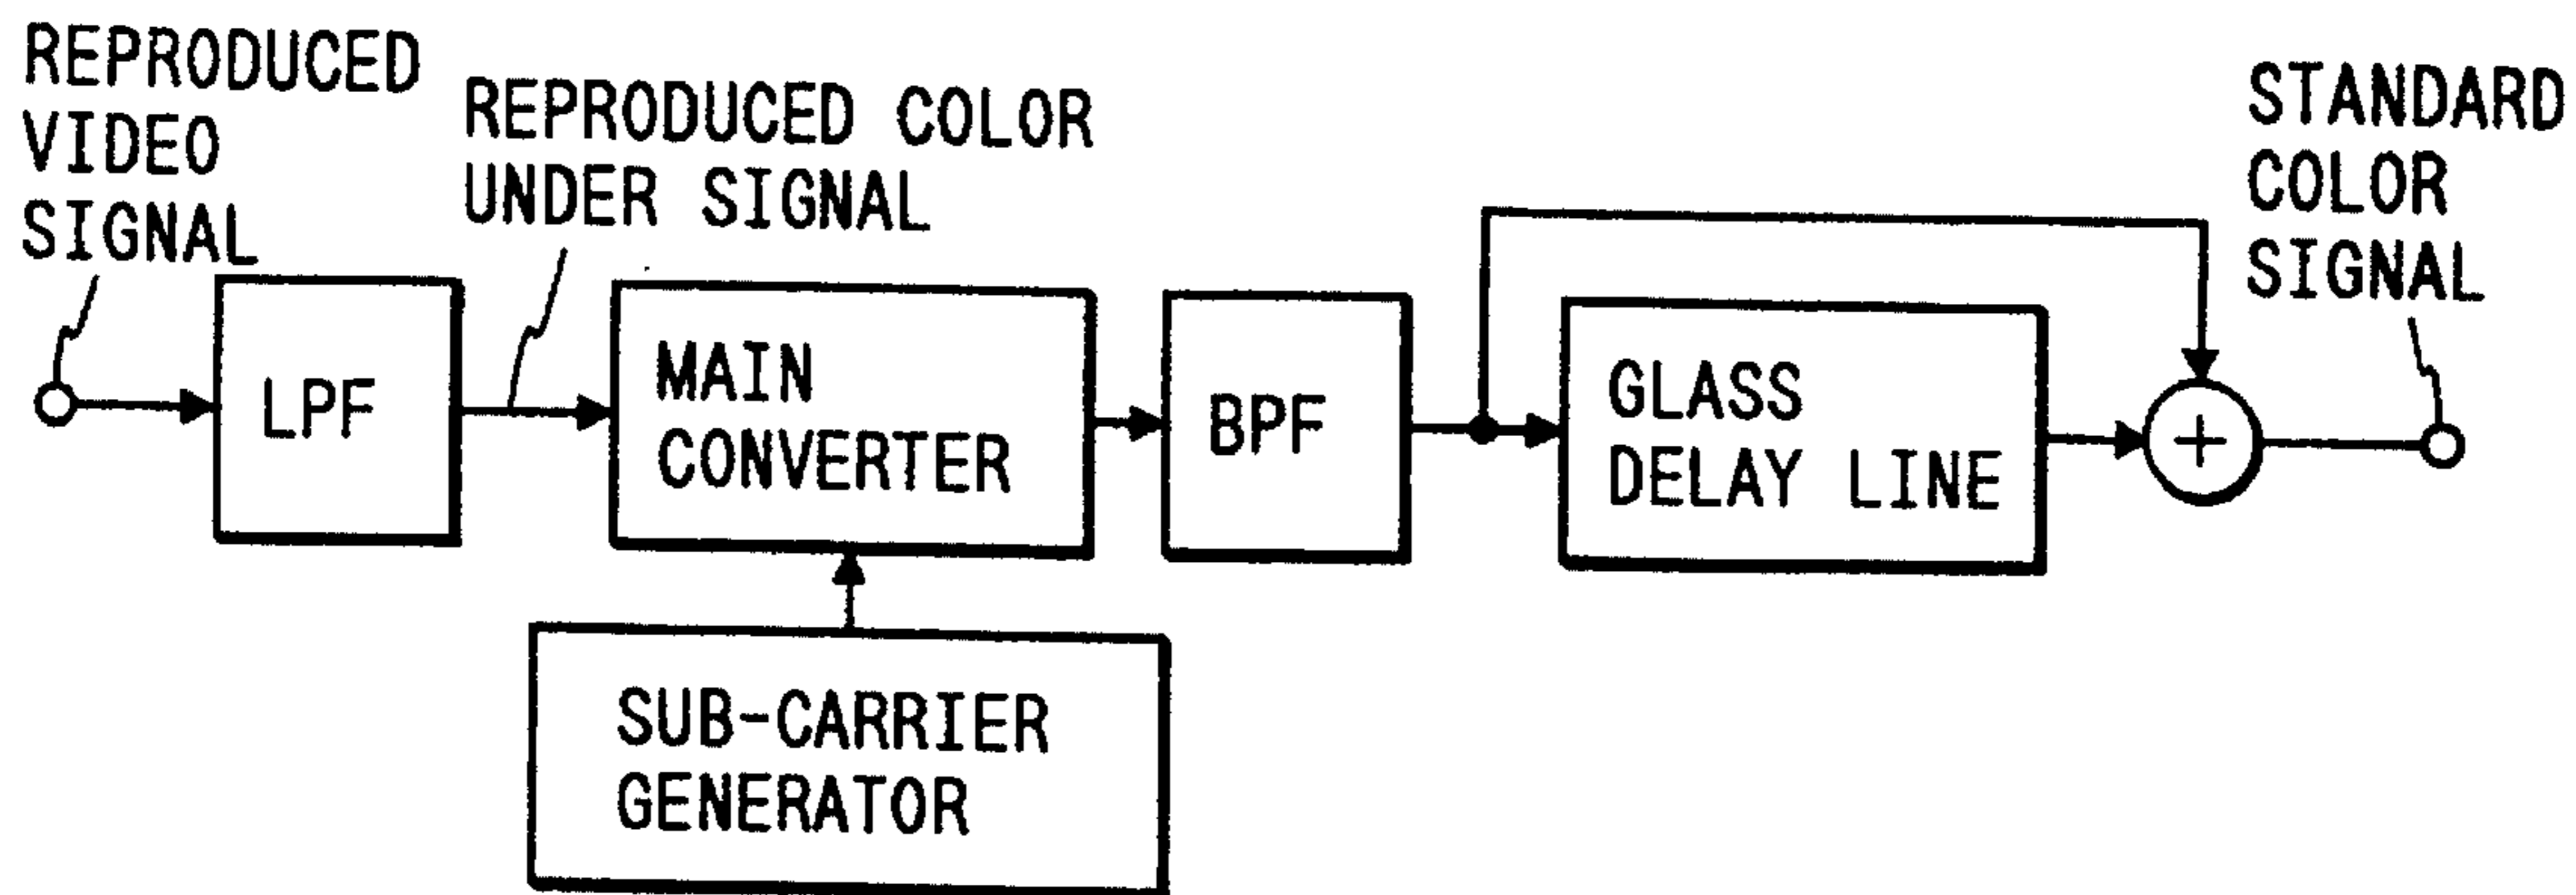 REPRODUCED
VIDEO
SIGNAL
REPRODUCED COLOR
UNDER SIGNAL
STANDARD
COLOR
SIGNAL
LPF
MAIN
CONVERTER
BPF
GLASS
DELAY LINE
+
SUB-CARRIER
GENERATOR